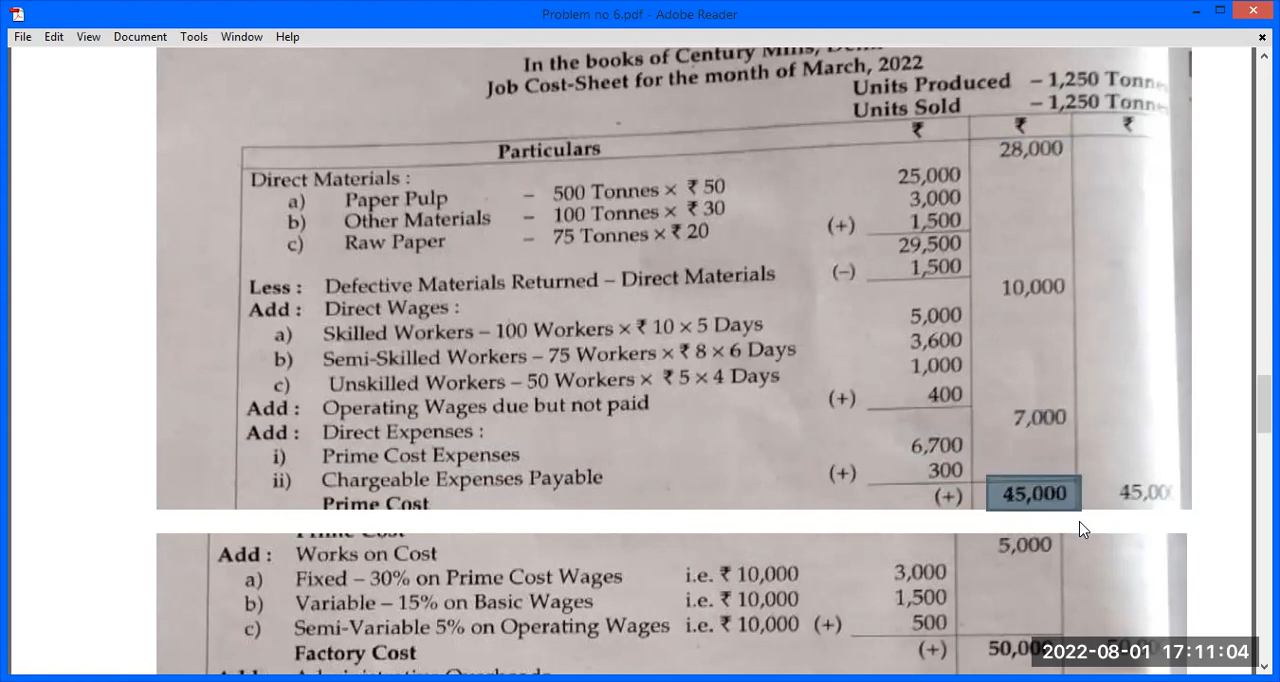 Problem no 6.pdf - Adobe Reader
File Edit View Document Tools Window Help
In the books of Century Mills,
Job Cost-Sheet for the month of March, 2022
Units Produced – 1,250 Tonn
Units Sold – 1,250 Tonn
Particulars ₹ ₹ ₹
Direct Materials : 28,000
a) Paper Pulp – 500 Tonnes × ₹ 50 25,000
b) Other Materials – 100 Tonnes × ₹ 30 3,000
c) Raw Paper – 75 Tonnes × ₹ 20 (+) 1,500
29,500
Less : Defective Materials Returned – Direct Materials (–) 1,500
Add : Direct Wages : 10,000
a) Skilled Workers – 100 Workers × ₹ 10 × 5 Days 5,000
b) Semi-Skilled Workers – 75 Workers × ₹ 8 × 6 Days 3,600
c) Unskilled Workers – 50 Workers × ₹ 5 × 4 Days 1,000
Add : Operating Wages due but not paid (+) 400
Add : Direct Expenses : 7,000
i) Prime Cost Expenses 6,700
ii) Chargeable Expenses Payable (+) 300
Prime Cost (+) 45,000 45,00
Add : Works on Cost 5,000
a) Fixed – 30% on Prime Cost Wages i.e. ₹ 10,000 3,000
b) Variable – 15% on Basic Wages i.e. ₹ 10,000 1,500
c) Semi-Variable 5% on Operating Wages i.e. ₹ 10,000 (+) 500
Factory Cost (+) 50,000
2022-08-01 17:11:04